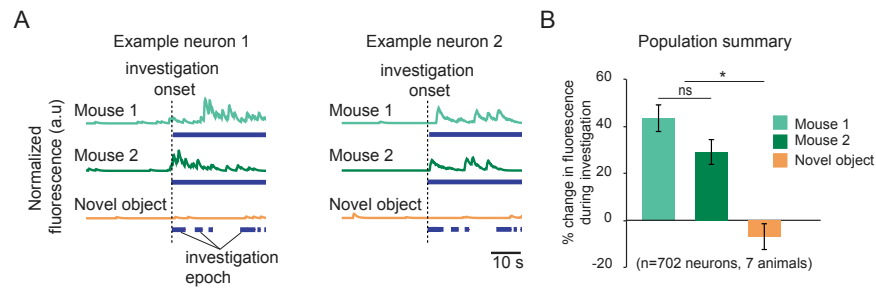 A
Example neuron 1
investigation
onset
Normalized
fluorescence (a.u)
Mouse 1
Mouse 2
Novel object
investigation
epoch
Example neuron 2
investigation
onset
Mouse 1
Mouse 2
Novel object
10 s
B
Population summary
% change in fluorescence
during investigation
60
40
20
0
-20
*
ns
Mouse 1
Mouse 2
Novel object
(n=702 neurons, 7 animals)